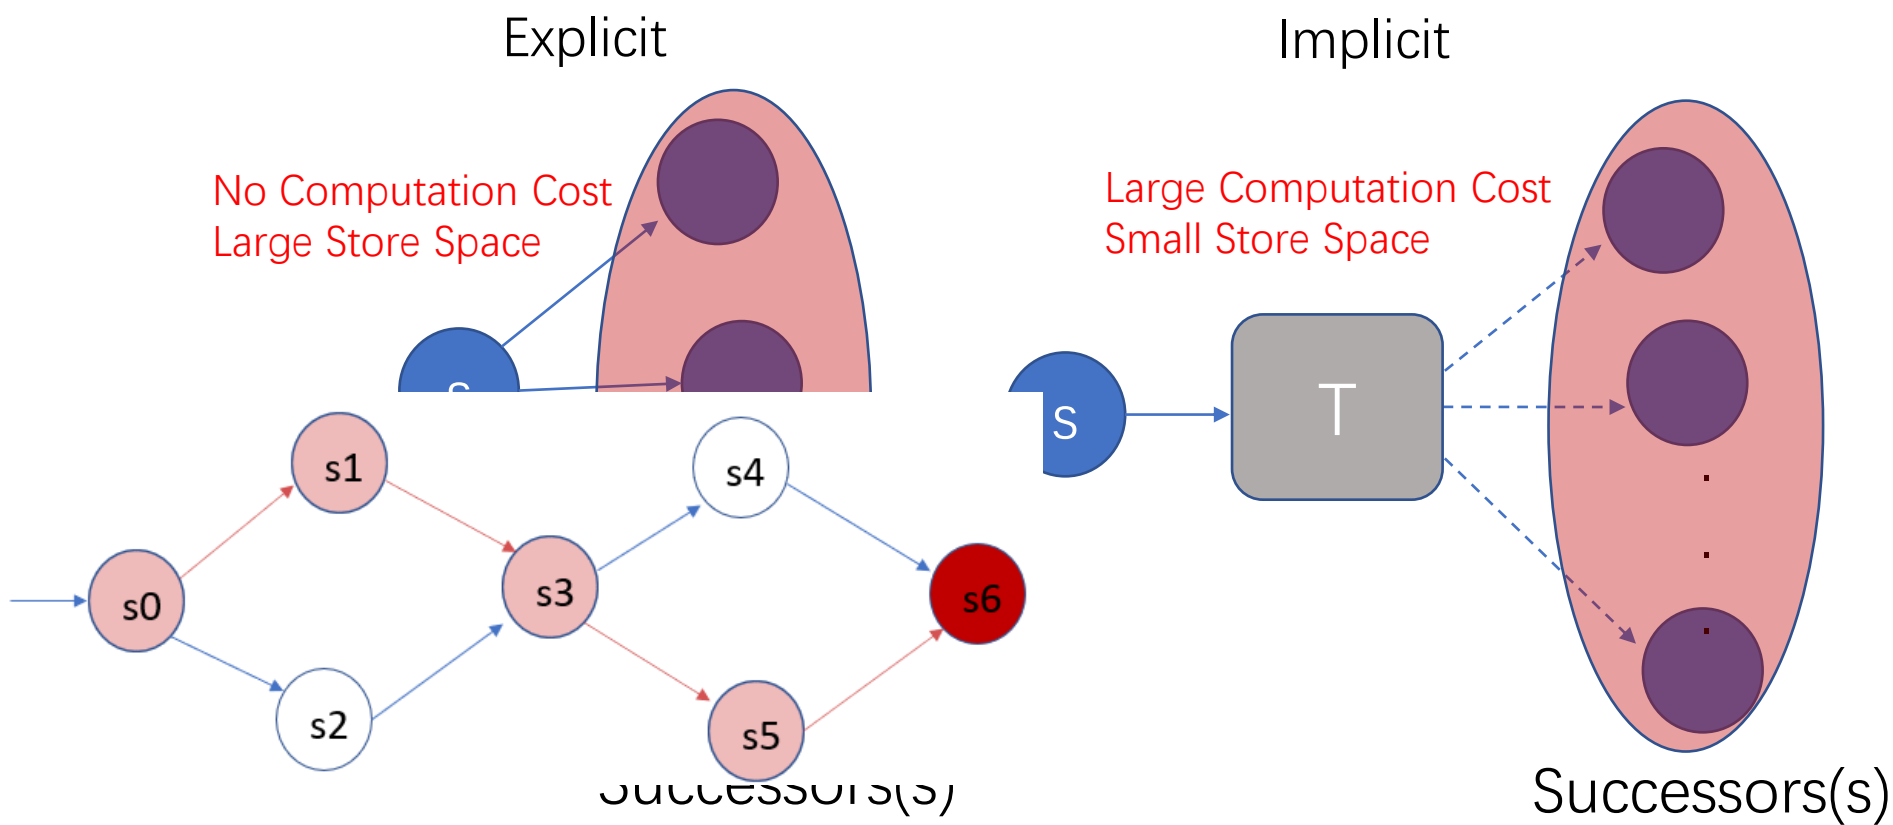 Explicit
Implicit
No Computation Cost
Large Store Space
Large Computation Cost
Small Store Space
S
T
s1
s4
s0
s3
s6
s2
s5
Successors(s)
Successors(s)